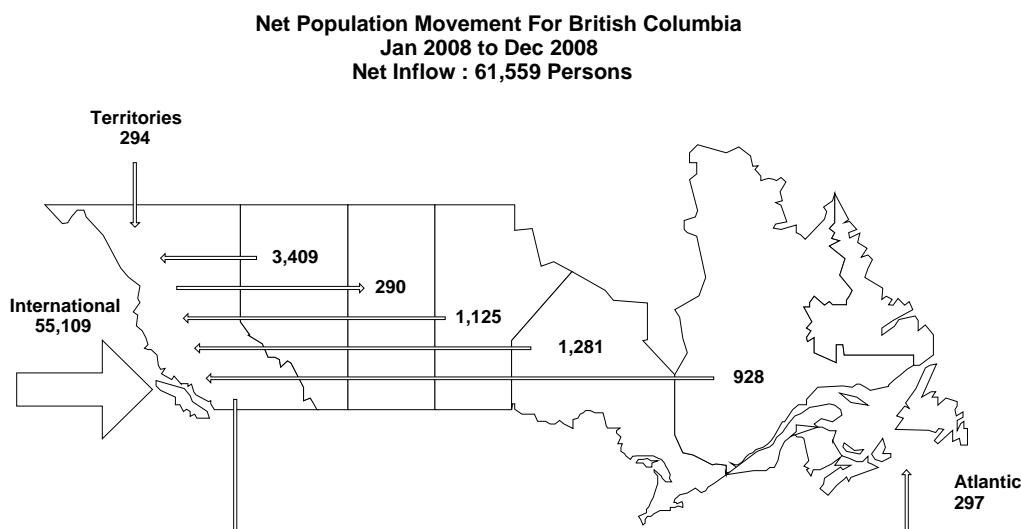 Net Population Movement For British Columbia
Jan 2008 to Dec 2008
Net Inflow : 61,559 Persons
Territories
294
3,409
290
International
55,109
1,125
1,281
928
Atlantic
297